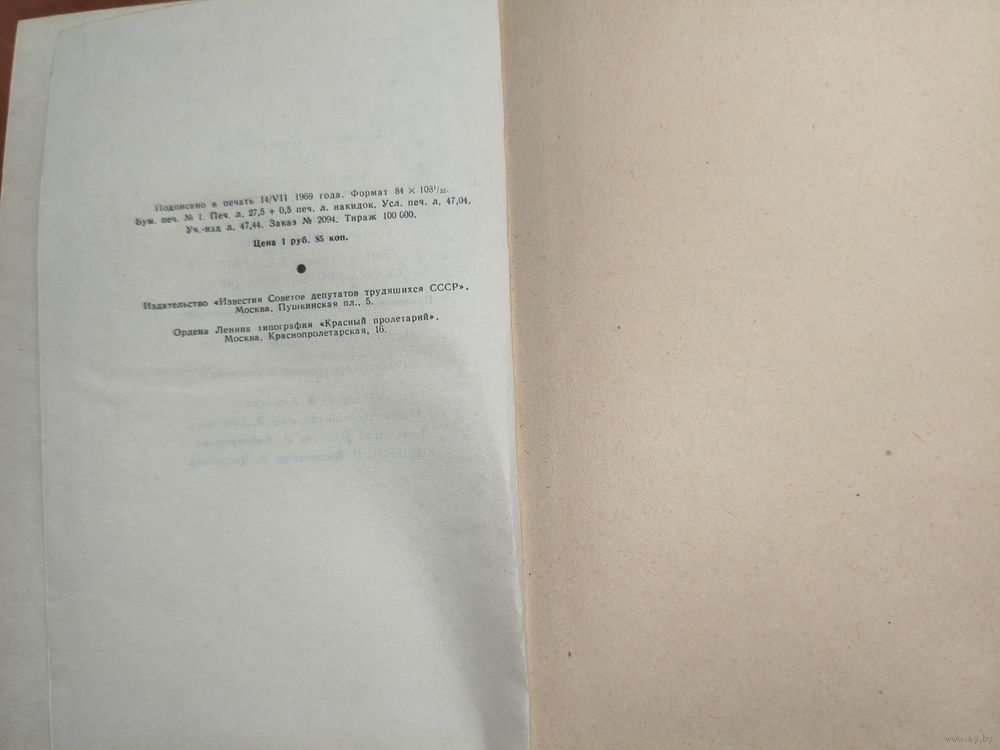 Подписано в печать 14/VII 1969 года. Формат 84 × 108¹/₃₂.
Бум. печ. № 1. Печ. л. 27,5 + 0,5 печ. л. накидок. Усл. печ. л. 47,04.
Уч.-изд л. 47,44. Заказ № 2094. Тираж 100 000.
Цена 1 руб. 85 коп.
Издательство «Известия Советов депутатов трудящихся СССР».
Москва, Пушкинская пл., 5.
Ордена Ленина типография «Красный пролетарий».
Москва, Краснопролетарская, 16.
www.ay.by